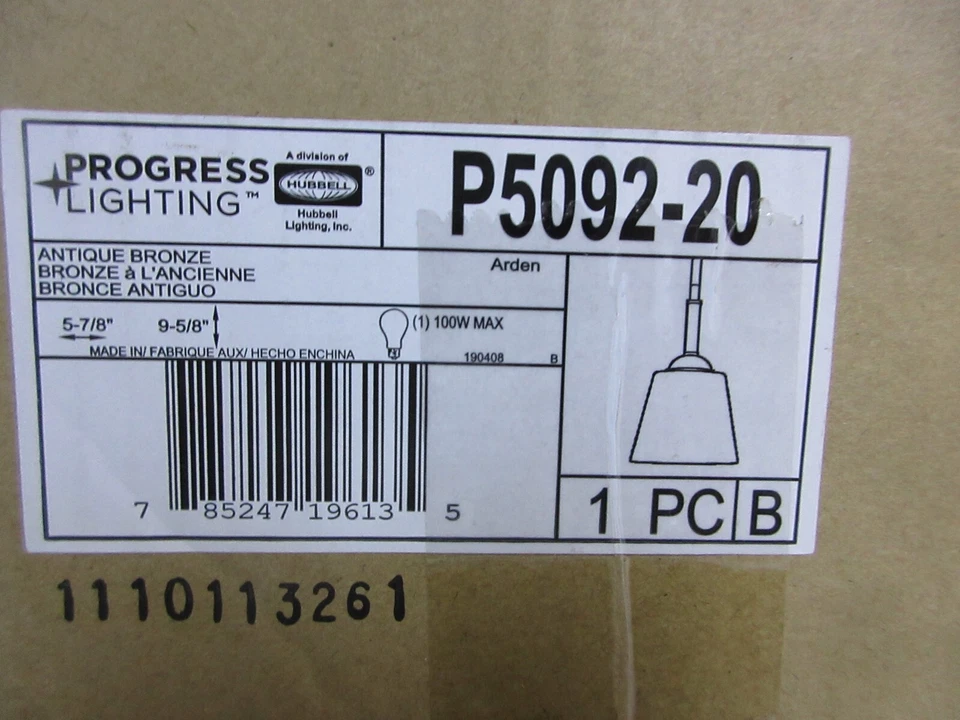 PROGRESS
LIGHTING™
A division of
HUBBELL®
Hubbell
Lighting, Inc.
P5092-20
ANTIQUE BRONZE
BRONZE à L'ANCIENNE
BRONCE ANTIGUO
Arden
5-7/8" 9-5/8" (1) 100W MAX
MADE IN/ FABRIQUE AUX/ HECHO ENCHINA 190408 B
7 85247 19613 5
1 PC B
1110113261